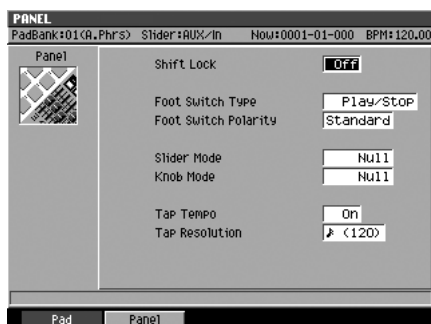 PANEL
PadBank:01(A.Phrs) Slider:AUX/In Now:0001-01-000 BPM:120.00
Panel
Shift Lock Off
Foot Switch Type Play/Stop
Foot Switch Polarity Standard
Slider Mode Null
Knob Mode Null
Tap Tempo On
Tap Resolution ♪ (120)
Pad Panel